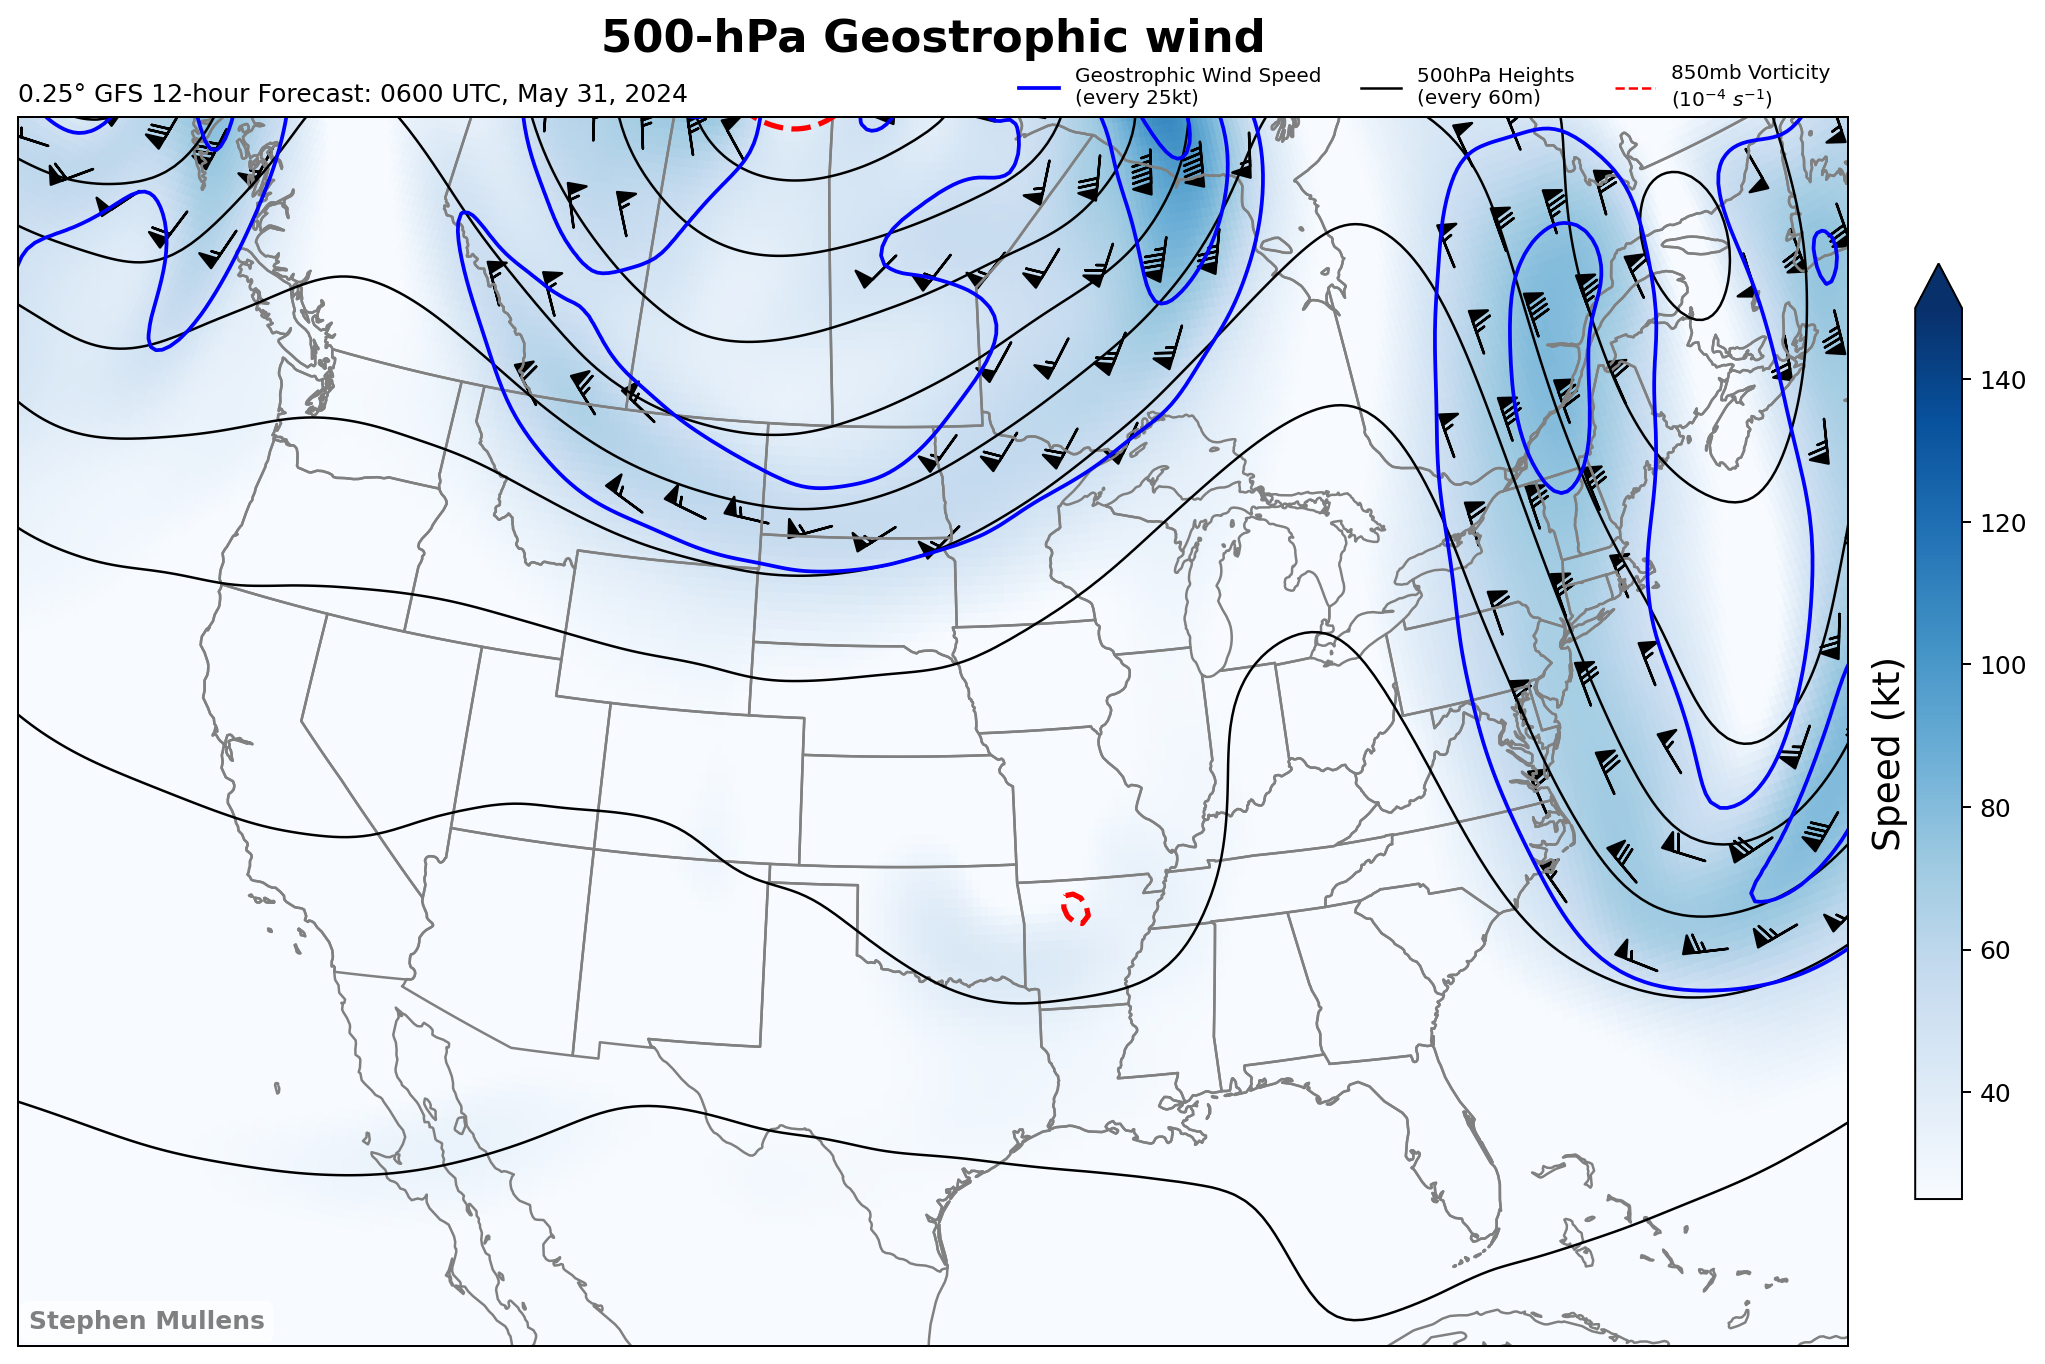 500-hPa Geostrophic wind
0.25° GFS 12-hour Forecast: 0600 UTC, May 31, 2024
Geostrophic Wind Speed
(every 25kt)
500hPa Heights
(every 60m)
850mb Vorticity
(10⁻⁴ s⁻¹)
140
120
100
80
60
40
Speed (kt)
Stephen Mullens